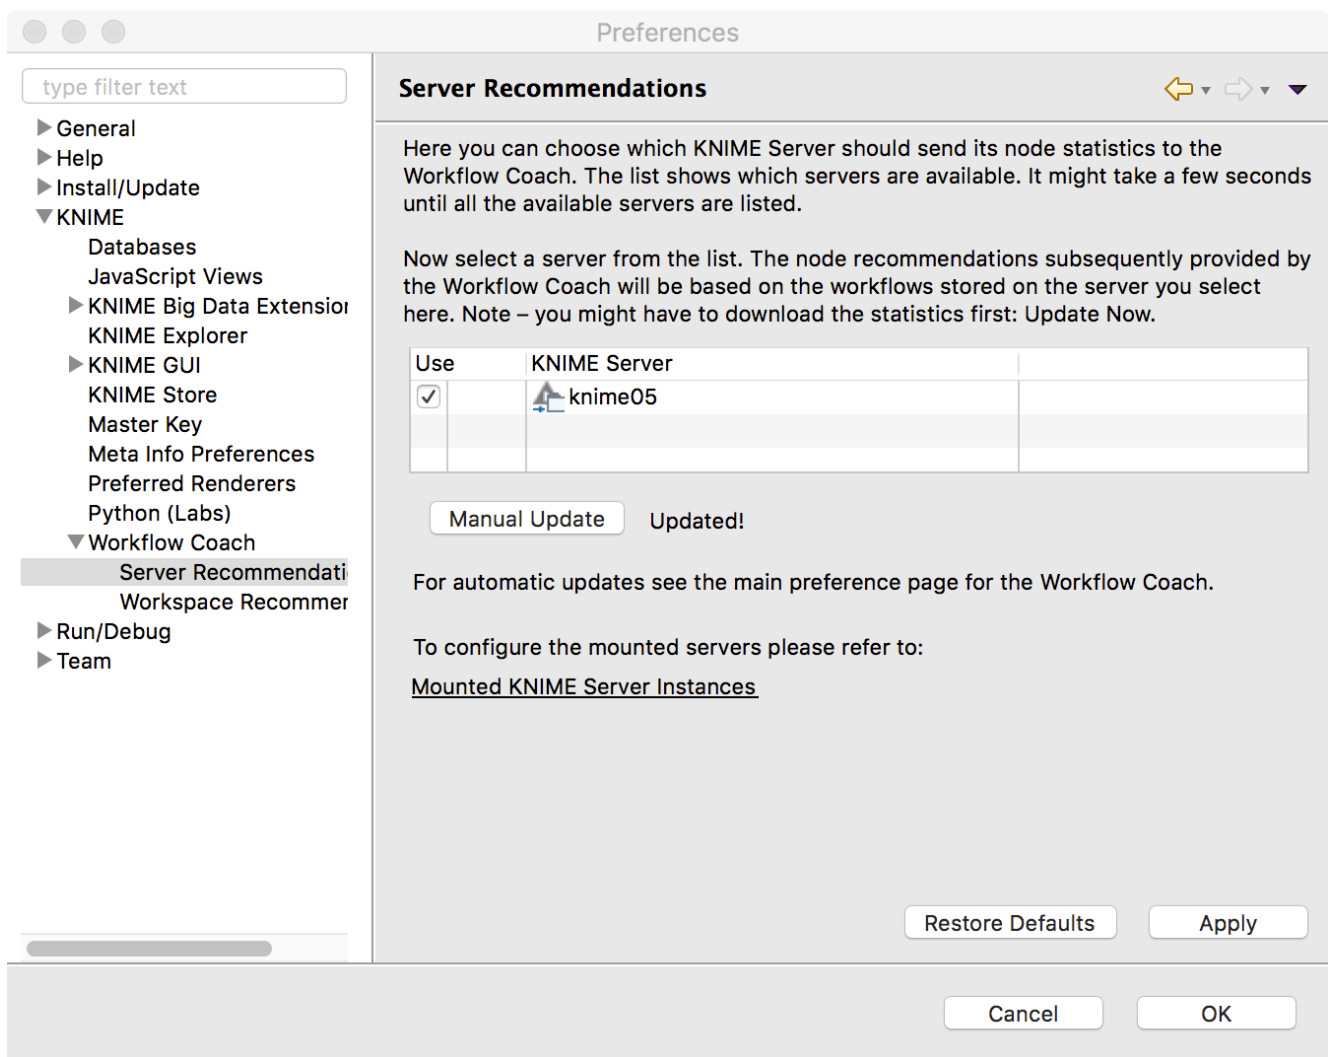 Preferences
type filter text
General
Help
Install/Update
KNIME
Databases
JavaScript Views
KNIME Big Data Extension
KNIME Explorer
KNIME GUI
KNIME Store
Master Key
Meta Info Preferences
Preferred Renderers
Python (Labs)
Workflow Coach
Server Recommendati
Workspace Recommer
Run/Debug
Team
Server Recommendations
Here you can choose which KNIME Server should send its node statistics to the
Workflow Coach. The list shows which servers are available. It might take a few seconds
until all the available servers are listed.
Now select a server from the list. The node recommendations subsequently provided by
the Workflow Coach will be based on the workflows stored on the server you select
here. Note – you might have to download the statistics first: Update Now.
Use KNIME Server
knime05
Manual Update Updated!
For automatic updates see the main preference page for the Workflow Coach.
To configure the mounted servers please refer to:
Mounted KNIME Server Instances
Restore Defaults Apply
Cancel OK